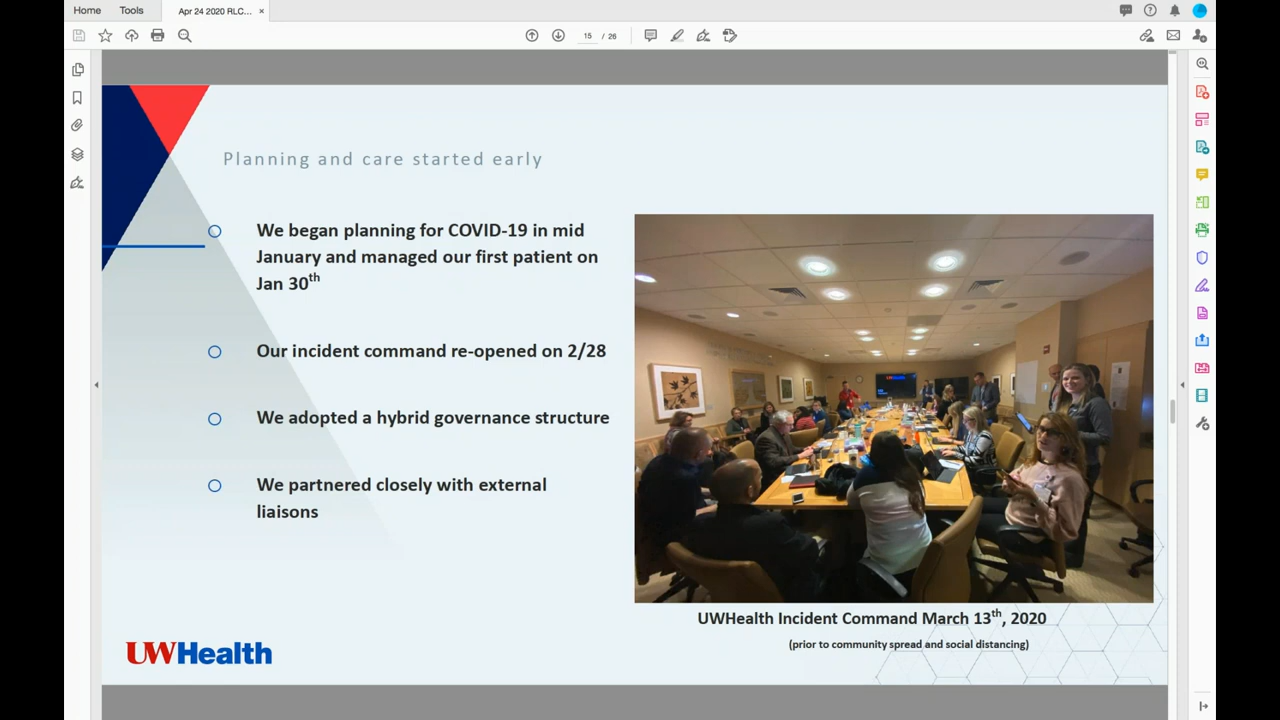 Home
Tools
Apr 24 2020 RLC... ×
15 / 26
Planning and care started early
We began planning for COVID-19 in mid
January and managed our first patient on
Jan 30th
Our incident command re-opened on 2/28
We adopted a hybrid governance structure
We partnered closely with external
liaisons
UWHealth Incident Command March 13th, 2020
(prior to community spread and social distancing)
UWHealth